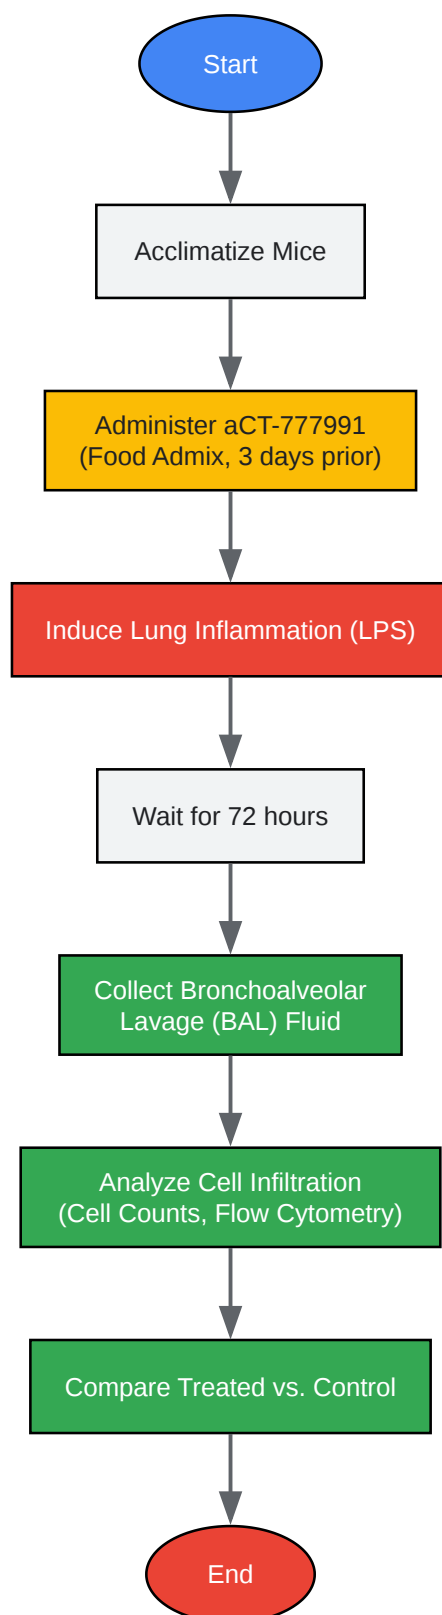 Start
Acclimatize Mice
Administer aCT-777991
(Food Admix, 3 days prior)
Induce Lung Inflammation (LPS)
Wait for 72 hours
Collect Bronchoalveolar
Lavage (BAL) Fluid
Analyze Cell Infiltration
(Cell Counts, Flow Cytometry)
Compare Treated vs. Control
End